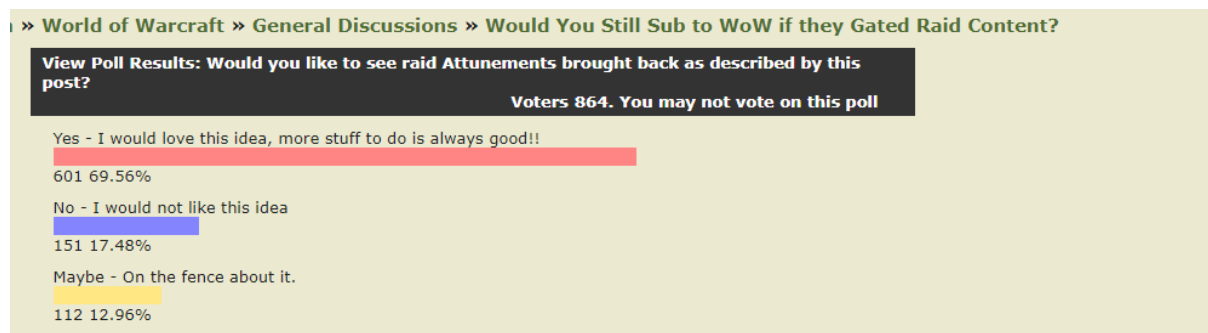 » World of Warcraft » General Discussions » Would You Still Sub to WoW if they Gated Raid Content?
View Poll Results: Would you like to see raid Attunements brought back as described by this
post?
Voters 864. You may not vote on this poll
Yes - I would love this idea, more stuff to do is always good!!
601 69.56%
No - I would not like this idea
151 17.48%
Maybe - On the fence about it.
112 12.96%